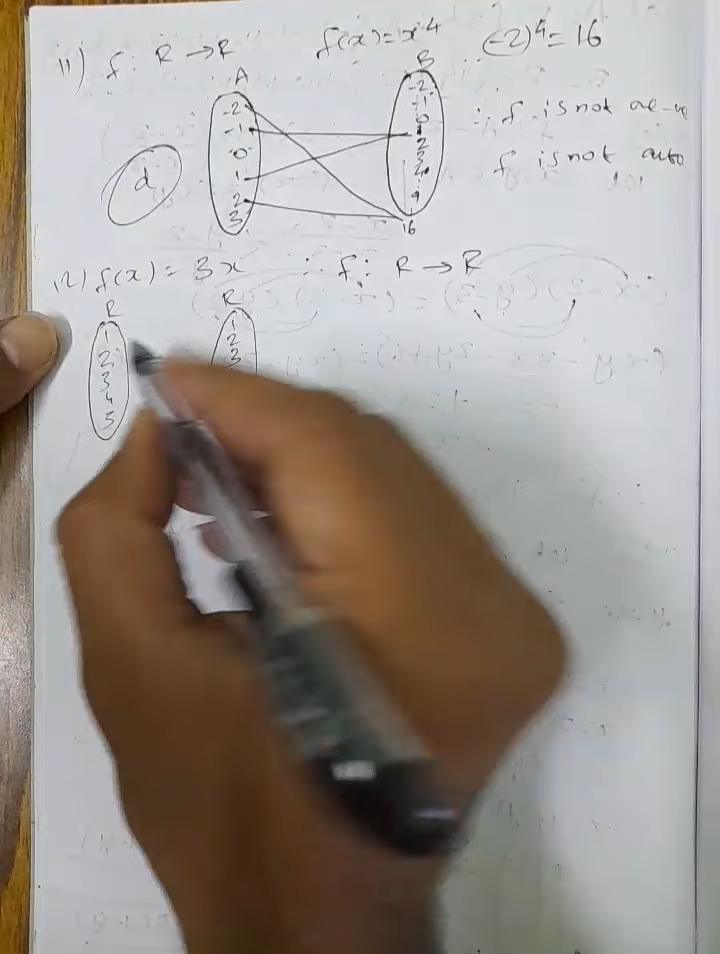 11) f: R → R f(x) = x⁴ (-2)⁴ = 16
A B
-2 -2
-1 -1
0 0
1
2 2
3 3
4
16
∴ f is not one-one
f is not onto
d
12) f(x) = 3x ∴ f: R → R
R R
1 1
2 2
3 3
4
5